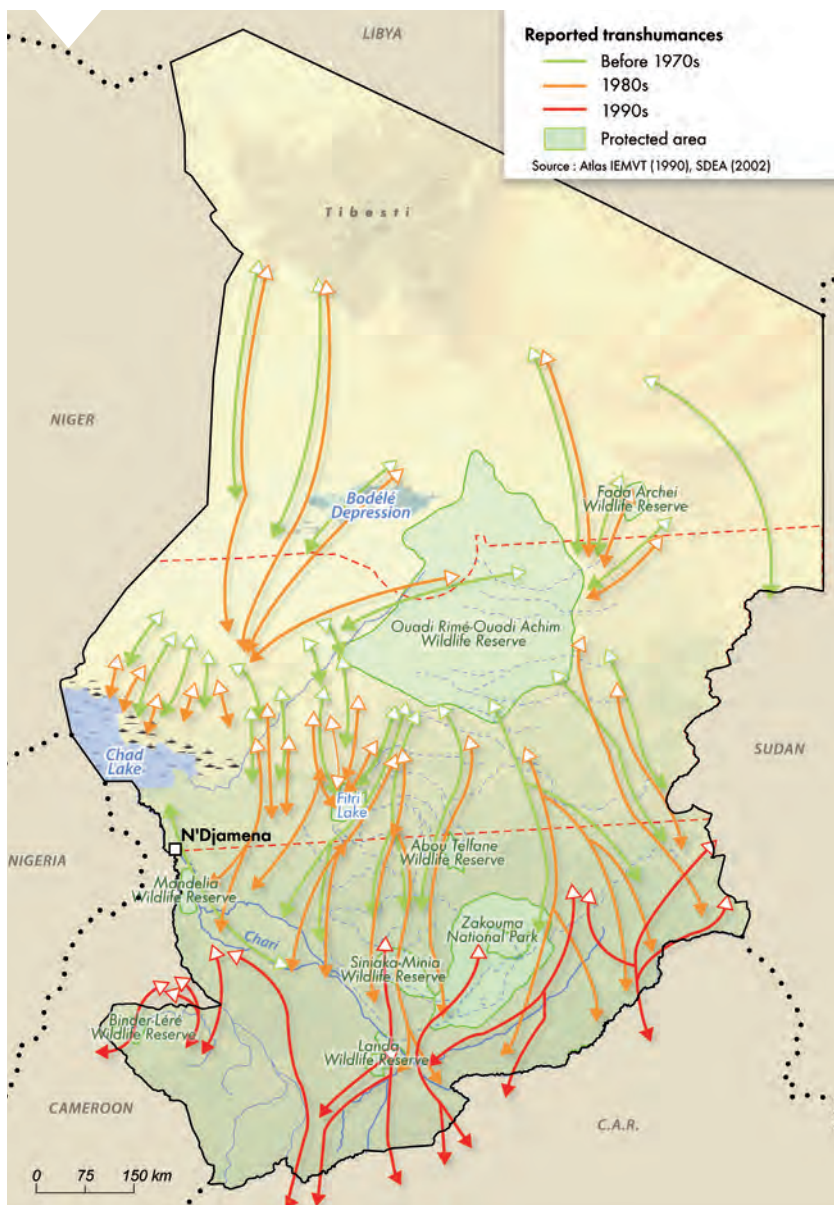 LIBYA
Reported transhumances
Before 1970s
1980s
1990s
Protected area
Source : Atlas IEMVT (1990), SDEA (2002)
Tibesti
NIGER
Bodélé
Depression
Fada Archei
Wildlife Reserve
Ouadi Rimé-Ouadi Achim
Wildlife Reserve
Chad
Lake
SUDAN
Fitri
Lake
N'Djamena
NIGERIA
Abou Telfane
Wildlife Reserve
Mandelia
Wildlife Reserve
Zakouma
National Park
Chari
Siniaka-Minia
Wildlife Reserve
Binder-Léré
Wildlife Reserve
Landa
Wildlife Reserve
CAMEROON
C.A.R.
0 75 150 km